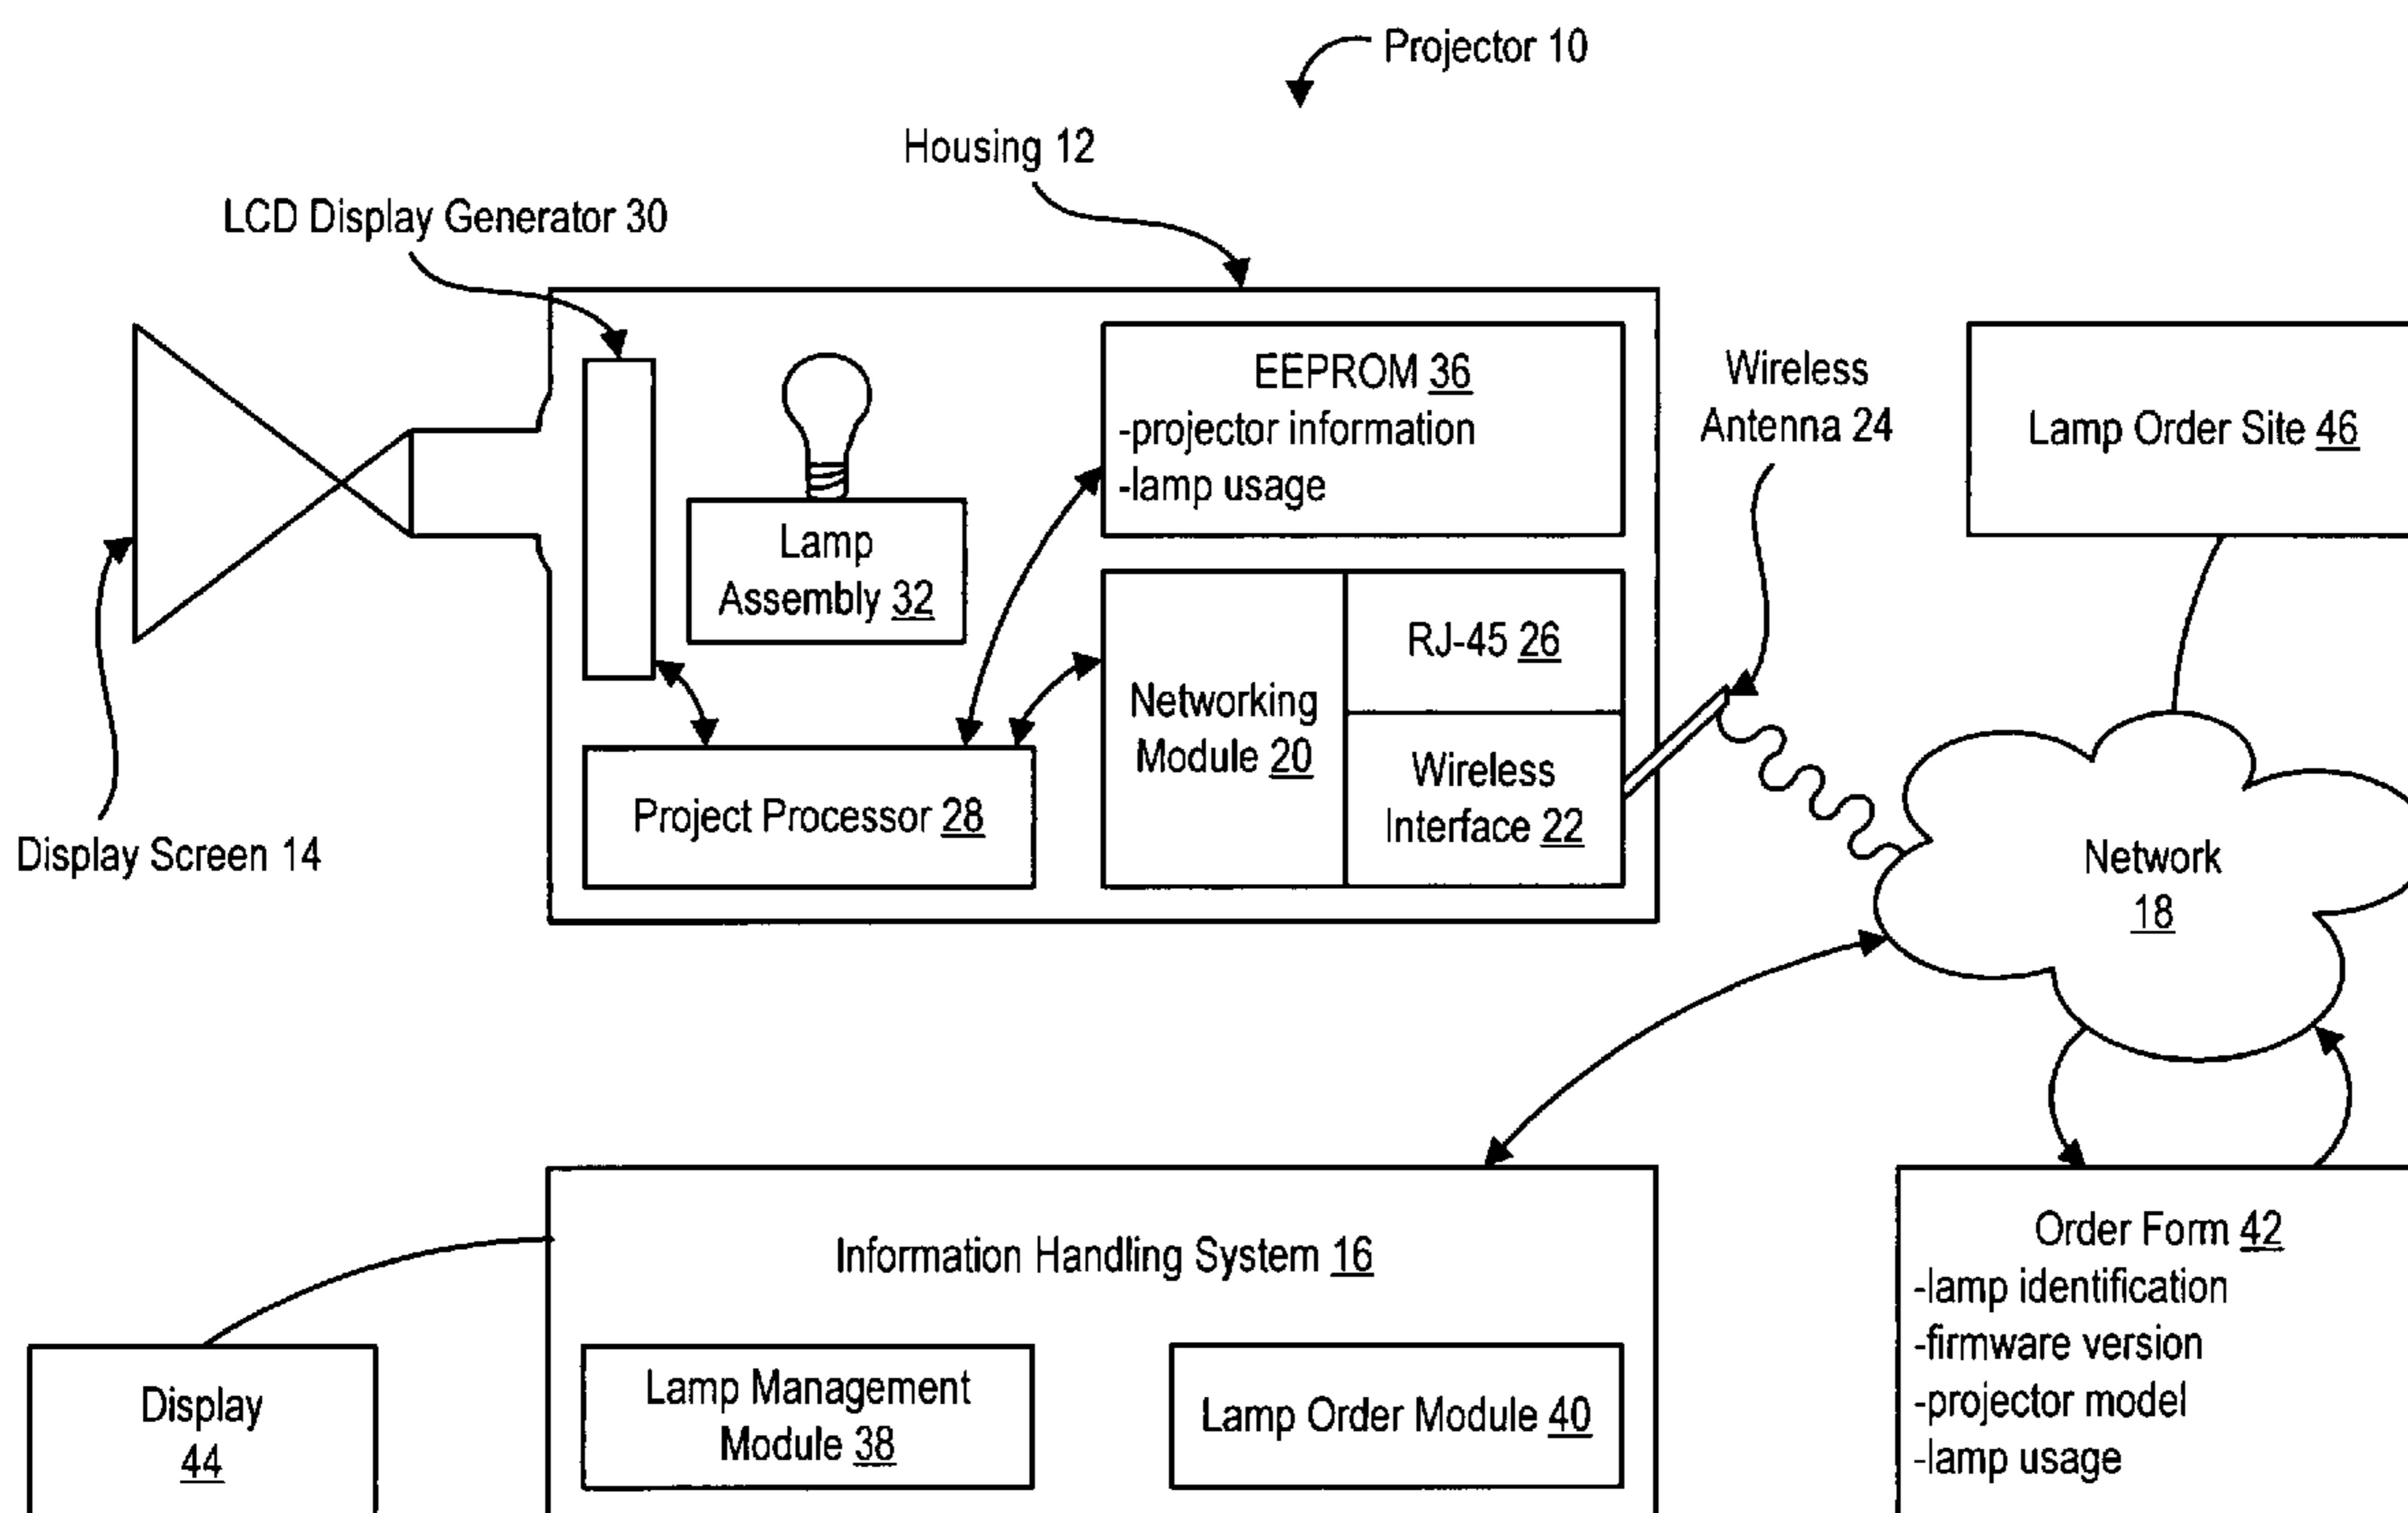 Projector 10
Housing 12
LCD Display Generator 30
EEPROM 36
-projector information
-lamp usage
Wireless
Antenna 24
Lamp Order Site 46
Lamp
Assembly 32
RJ-45 26
Networking
Module 20
Wireless
Interface 22
Project Processor 28
Display Screen 14
Network
18
Information Handling System 16
Order Form 42
-lamp identification
-firmware version
-projector model
-lamp usage
Display
44
Lamp Management
Module 38
Lamp Order Module 40